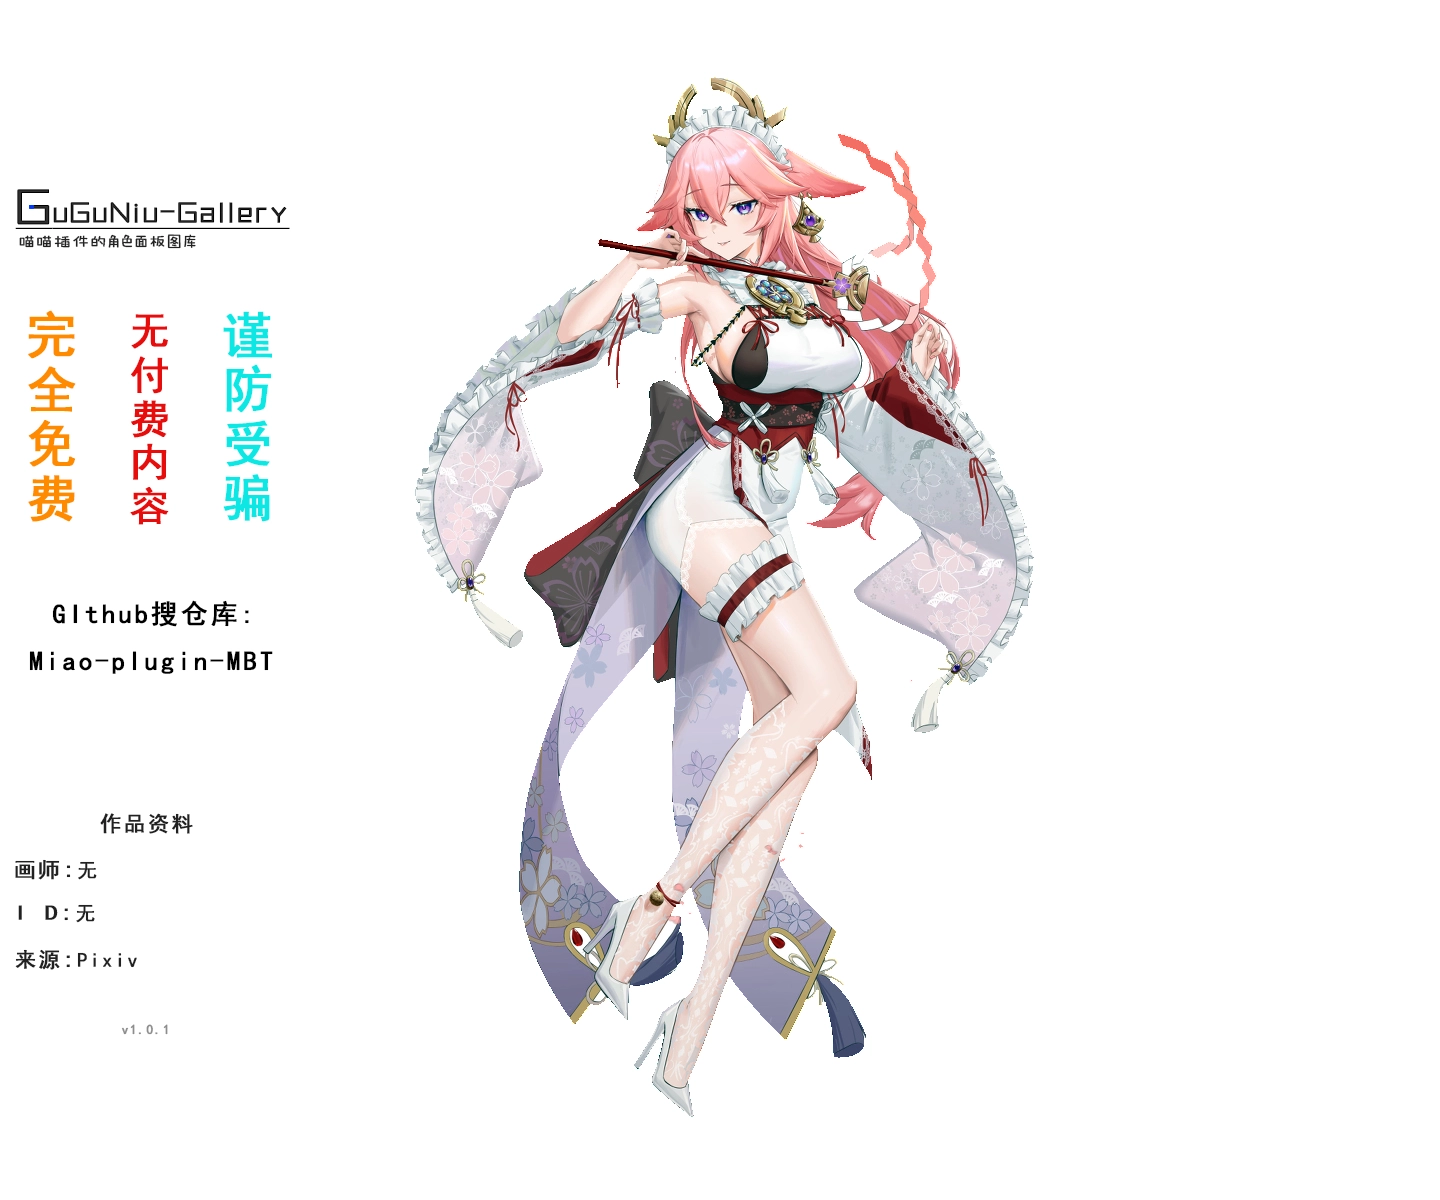 GuGuNiu-Gallery
喵喵插件的角色面板图库
完全免费
无付费内容
谨防受骗
GIthub搜仓库:
Miao-plugin-MBT
作品资料
画师:无
I D:无
来源:Pixiv
v1.0.1